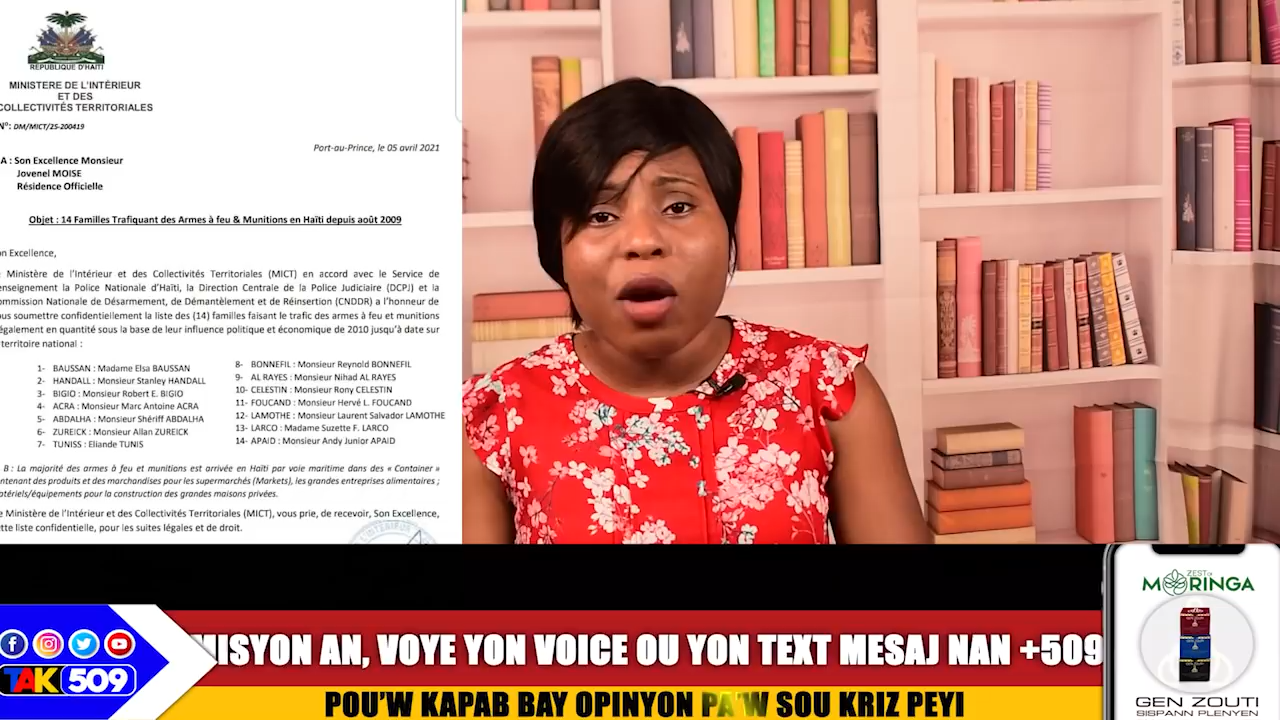 REPUBLIQUE D'HAITI
MINISTERE DE L'INTÉRIEUR
ET DES
COLLECTIVITÉS TERRITORIALES
N°: DM/MICT/25-200419
Port-au-Prince, le 05 avril 2021
A : Son Excellence Monsieur
Jovenel MOISE
Résidence Officielle
Objet : 14 Familles Trafiquant des Armes à feu & Munitions en Haïti depuis août 2009
on Excellence,
e Ministère de l'Intérieur et des Collectivités Territoriales (MICT) en accord avec le Service de
enseignement la Police Nationale d'Haïti, la Direction Centrale de la Police Judiciaire (DCPJ) et la
ommission Nationale de Désarmement, de Démantèlement et de Réinsertion (CNDDR) a l'honneur de
ous soumettre confidentiellement la liste des (14) familles faisant le trafic des armes à feu et munitions
légalement en quantité sous la base de leur influence politique et économique de 2010 jusqu'à date sur
territoire national :
1- BAUSSAN : Madame Elsa BAUSSAN
2- HANDALL : Monsieur Stanley HANDALL
3- BIGIO : Monsieur Robert E. BIGIO
4- ACRA : Monsieur Marc Antoine ACRA
5- ABDALHA : Monsieur Shériff ABDALHA
6- ZUREICK : Monsieur Allan ZUREICK
7- TUNISS : Eliande TUNIS
8- BONNEFIL : Monsieur Reynold BONNEFIL
9- AL RAYES : Monsieur Nihad AL RAYES
10- CELESTIN : Monsieur Rony CELESTIN
11- FOUCAND : Monsieur Hervé L. FOUCAND
12- LAMOTHE : Monsieur Laurent Salvador LAMOTHE
13- LARCO : Madame Suzette F. LARCO
14- APAID : Monsieur Andy Junior APAID
B : La majorité des armes à feu et munitions est arrivée en Haïti par voie maritime dans des « Container »
ntenant des produits et des marchandises pour les supermarchés (Markets), les grandes entreprises alimentaires ;
atériels/équipements pour la construction des grandes maisons privées.
e Ministère de l'Intérieur et des Collectivités Territoriales (MICT), vous prie, de recevoir, Son Excellence,
ette liste confidentielle, pour les suites légales et de droit.
MISYON AN, VOYE YON VOICE OU YON TEXT MESAJ NAN +509
TAK 509
POU'W KAPAB BAY OPINYON PA'W SOU KRIZ PEYI
ZEST OF
MORINGA
GEN ZOUTI
SISPANN PLENYEN